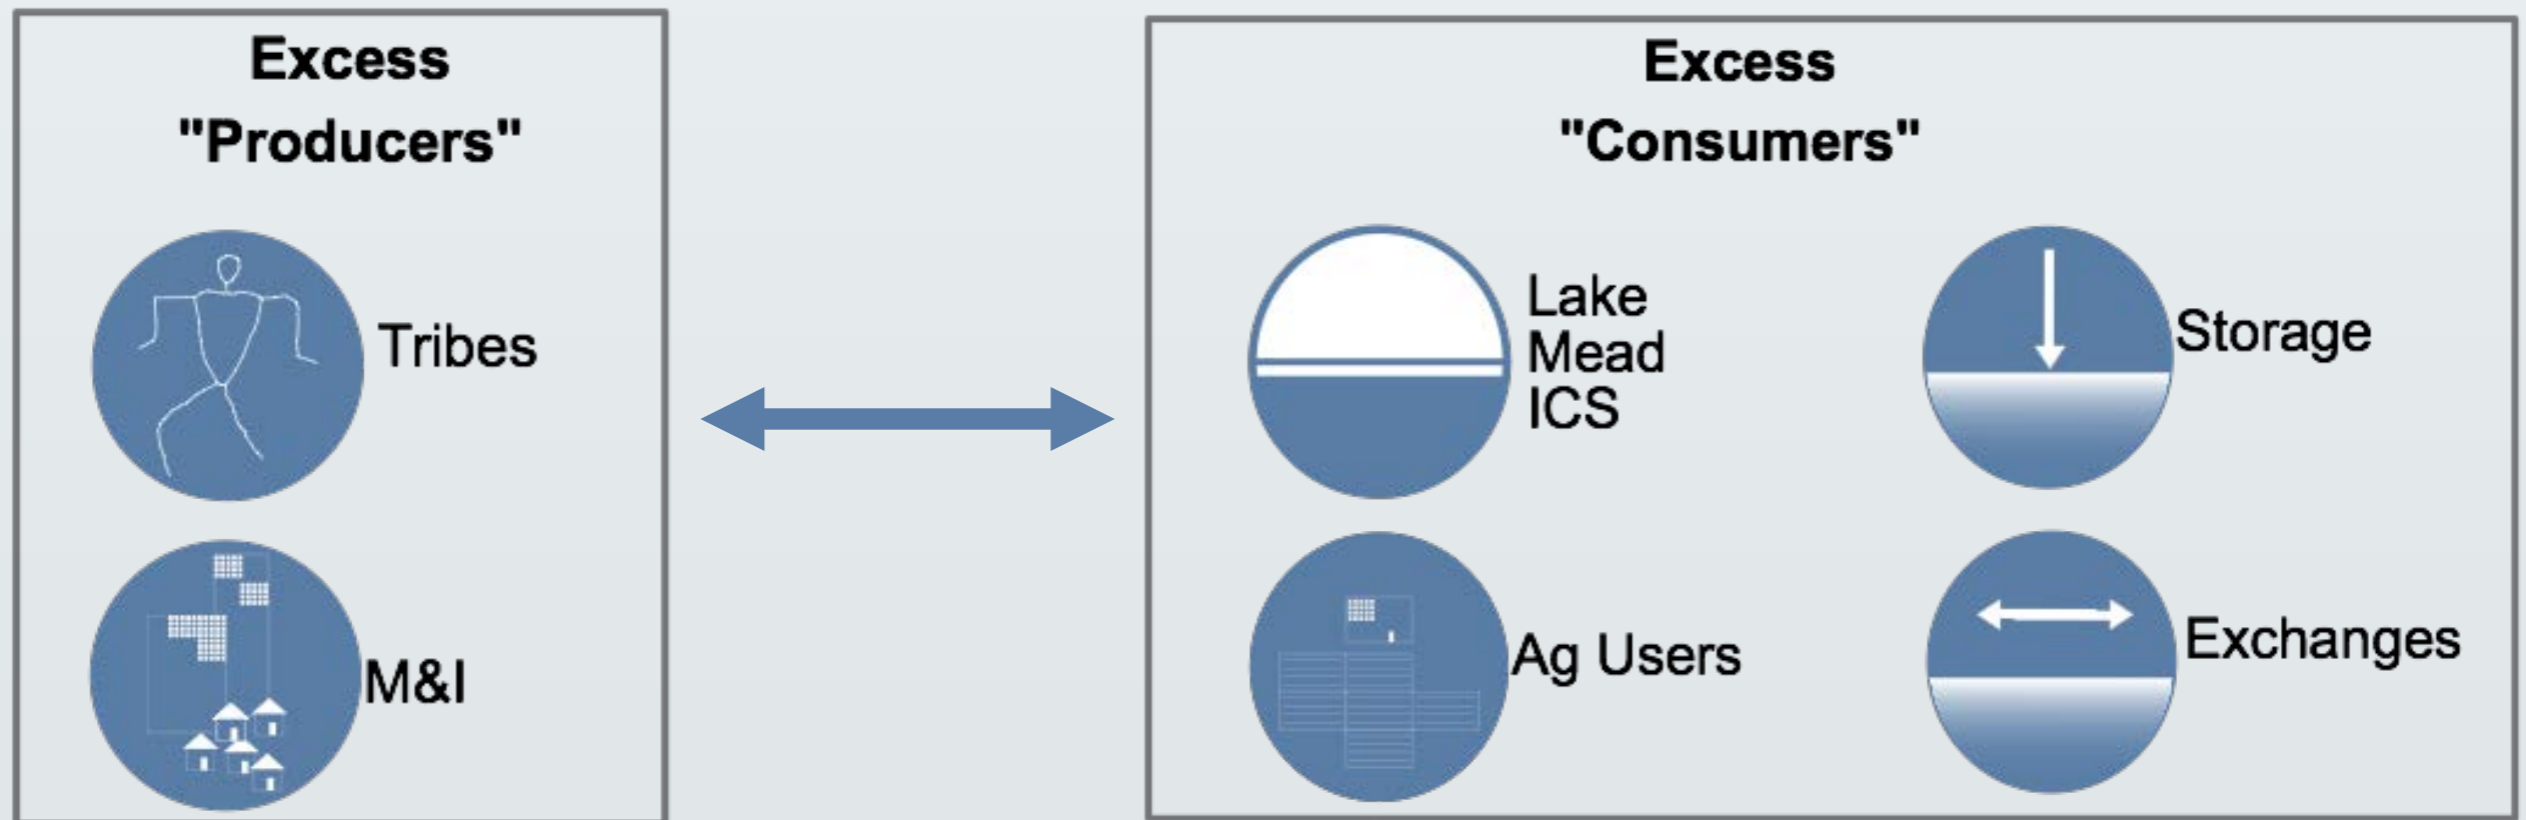 Excess
"Producers"
Tribes
M&I
Excess
"Consumers"
Lake
Mead
ICS
Storage
Ag Users
Exchanges